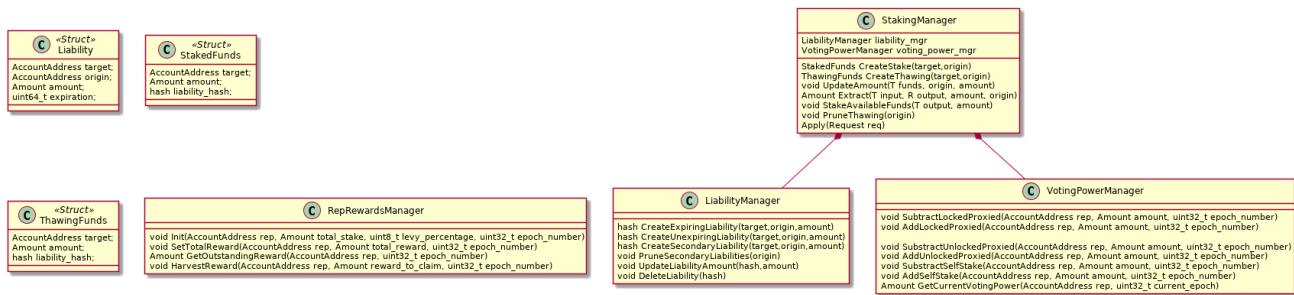 C StakingManager
LiabilityManager liability_mgr
VotingPowerManager voting_power_mgr
StakedFunds CreateStake(target,origin)
ThawingFunds CreateThawing(target,origin)
void UpdateAmount(T funds, origin, amount)
Amount Extract(T input, R output, amount, origin)
void StakeAvailableFunds(T output, amount)
void PruneThawing(origin)
Apply(Request req)
C «Struct»
Liability
AccountAddress target;
AccountAddress origin;
Amount amount;
uint64_t expiration;
C «Struct»
StakedFunds
AccountAddress target;
Amount amount;
hash liability_hash;
C «Struct»
ThawingFunds
AccountAddress target;
Amount amount;
hash liability_hash;
C RepRewardsManager
void Init(AccountAddress rep, Amount total_stake, uint8_t levy_percentage, uint32_t epoch_number)
void SetTotalReward(AccountAddress rep, Amount total_reward, uint32_t epoch_number)
Amount GetOutstandingReward(AccountAddress rep, uint32_t epoch_number)
void HarvestReward(AccountAddress rep, Amount reward_to_claim, uint32_t epoch_number)
C LiabilityManager
hash CreateExpiringLiability(target,origin,amount)
hash CreateUnexpiringLiability(target,origin,amount)
hash CreateSecondaryLiability(target,origin,amount)
void PruneSecondaryLiabilities(origin)
void UpdateLiabilityAmount(hash,amount)
void DeleteLiability(hash)
C VotingPowerManager
void SubtractLockedProxied(AccountAddress rep, Amount amount, uint32_t epoch_number)
void AddLockedProxied(AccountAddress rep, Amount amount, uint32_t epoch_number)
void SubstractUnlockedProxied(AccountAddress rep, Amount amount, uint32_t epoch_number)
void AddUnlockedProxied(AccountAddress rep, Amount amount, uint32_t epoch_number)
void SubstractSelfStake(AccountAddress rep, Amount amount, uint32_t epoch_number)
void AddSelfStake(AccountAddress rep, Amount amount, uint32_t epoch_number)
Amount GetCurrentVotingPower(AccountAddress rep, uint32_t current_epoch)